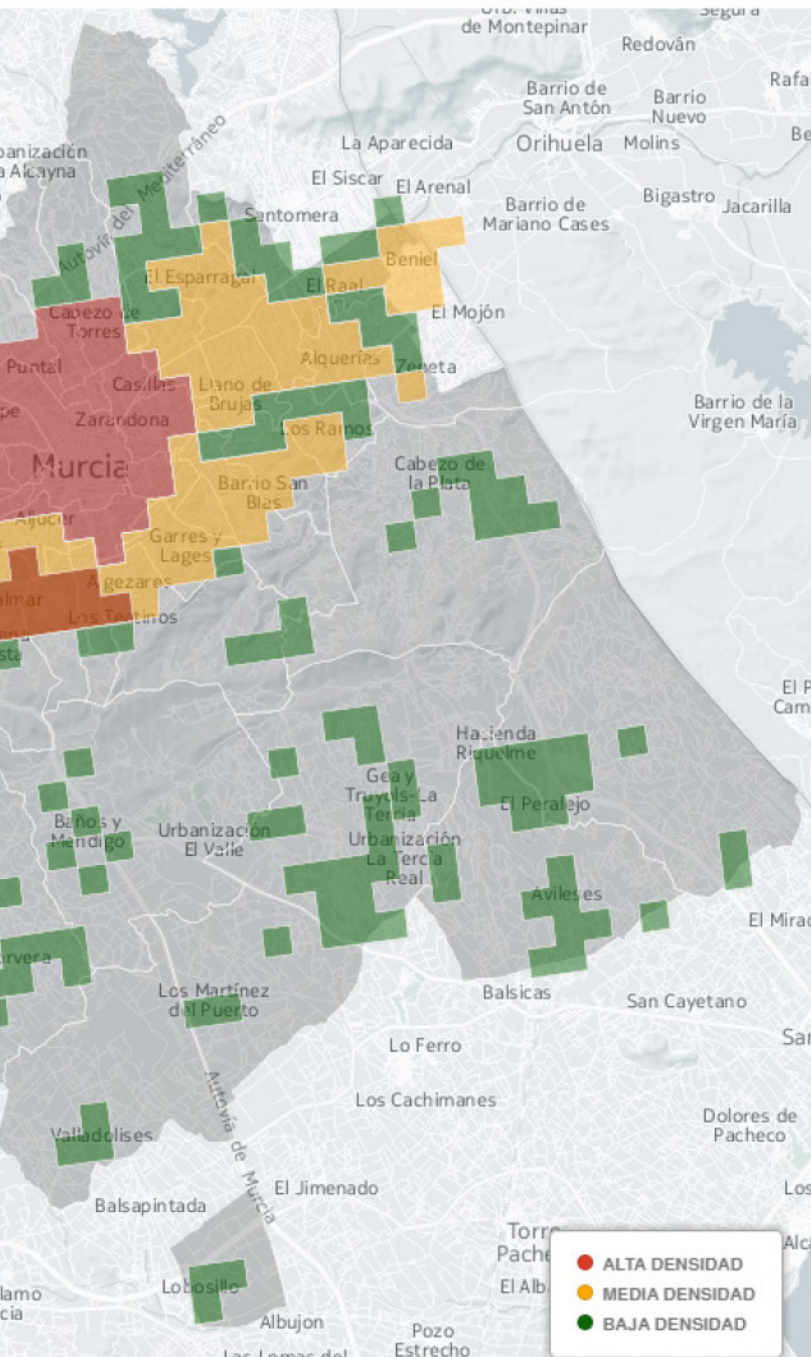 de Montepinar
Redován
Barrio de
San Antón
Barrio
Nuevo
La Aparecida
Orihuela
Molins
El Siscar
El Arenal
Bigastro
Jacarilla
Barrio de
Mariano Cases
Santomera
Autovía del Mediterráneo
El Esparragal
Beniel
El Raal
El Mojón
Cabezo de
Torres
Puntal
Alquerías
Zeneta
Casillas
Llano de
Brujas
Zarandona
Barrio de la
Virgen María
Los Ramos
Murcia
Cabezo de
la Plata
Barrio San
Blas
Aljucer
Garres y
Lages
Algezares
Los Teatinos
Hacienda
Riquelme
Gea y
Truyols-La
Tercia
El Peralejo
Baños y
Mendigo
Urbanización
El Valle
Urbanización
La Tercia
Real
Avileses
Balsicas
San Cayetano
Los Martínez
del Puerto
Lo Ferro
Los Cachimanes
Autovía de Murcia
Dolores de
Pacheco
Valladolises
El Jimenado
Balsapintada
Lobosillo
Albujon
Pozo
Estrecho
ALTA DENSIDAD
MEDIA DENSIDAD
BAJA DENSIDAD